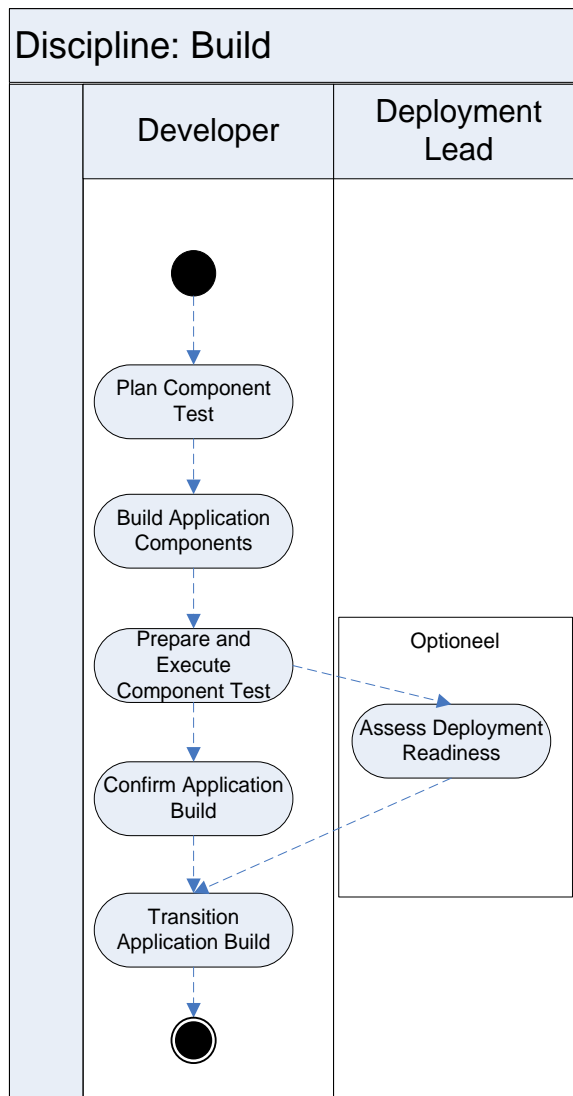 Discipline: Build
Developer
Deployment
Lead
Plan Component
Test
Build Application
Components
Prepare and
Execute
Component Test
Optioneel
Assess Deployment
Readiness
Confirm Application
Build
Transition
Application Build